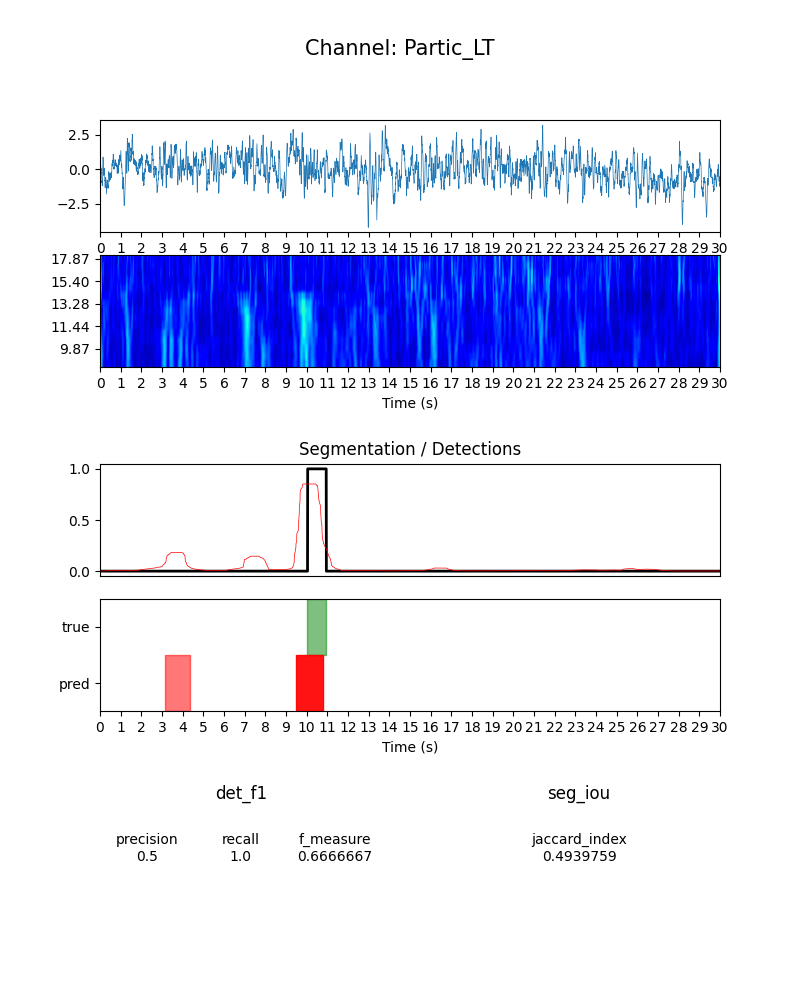 Channel: Partic_LT
2.5
0.0
−2.5
0 1 2 3 4 5 6 7 8 9 10 11 12 13 14 15 16 17 18 19 20 21 22 23 24 25 26 27 28 29 30
17.87
15.40
13.28
11.44
9.87
0 1 2 3 4 5 6 7 8 9 10 11 12 13 14 15 16 17 18 19 20 21 22 23 24 25 26 27 28 29 30
Time (s)
Segmentation / Detections
1.0
0.5
0.0
true
pred
0 1 2 3 4 5 6 7 8 9 10 11 12 13 14 15 16 17 18 19 20 21 22 23 24 25 26 27 28 29 30
Time (s)
det_f1 seg_iou
precision recall f_measure jaccard_index
0.5 1.0 0.6666667 0.4939759